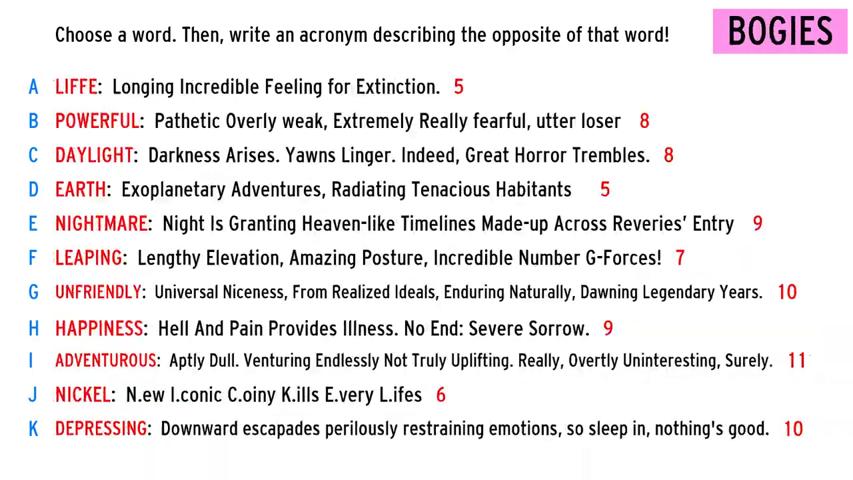 Choose a word. Then, write an acronym describing the opposite of that word!
BOGIES
A LIFFE: Longing Incredible Feeling for Extinction. 5
B POWERFUL: Pathetic Overly weak, Extremely Really fearful, utter loser 8
C DAYLIGHT: Darkness Arises. Yawns Linger. Indeed, Great Horror Trembles. 8
D EARTH: Exoplanetary Adventures, Radiating Tenacious Habitants 5
E NIGHTMARE: Night Is Granting Heaven-like Timelines Made-up Across Reveries' Entry 9
F LEAPING: Lengthy Elevation, Amazing Posture, Incredible Number G-Forces! 7
G UNFRIENDLY: Universal Niceness, From Realized Ideals, Enduring Naturally, Dawning Legendary Years. 10
H HAPPINESS: Hell And Pain Provides Illness. No End: Severe Sorrow. 9
I ADVENTUROUS: Aptly Dull. Venturing Endlessly Not Truly Uplifting. Really, Overtly Uninteresting, Surely. 11
J NICKEL: N.ew I.conic C.oiny K.ills E.very L.ifes 6
K DEPRESSING: Downward escapades perilously restraining emotions, so sleep in, nothing's good. 10